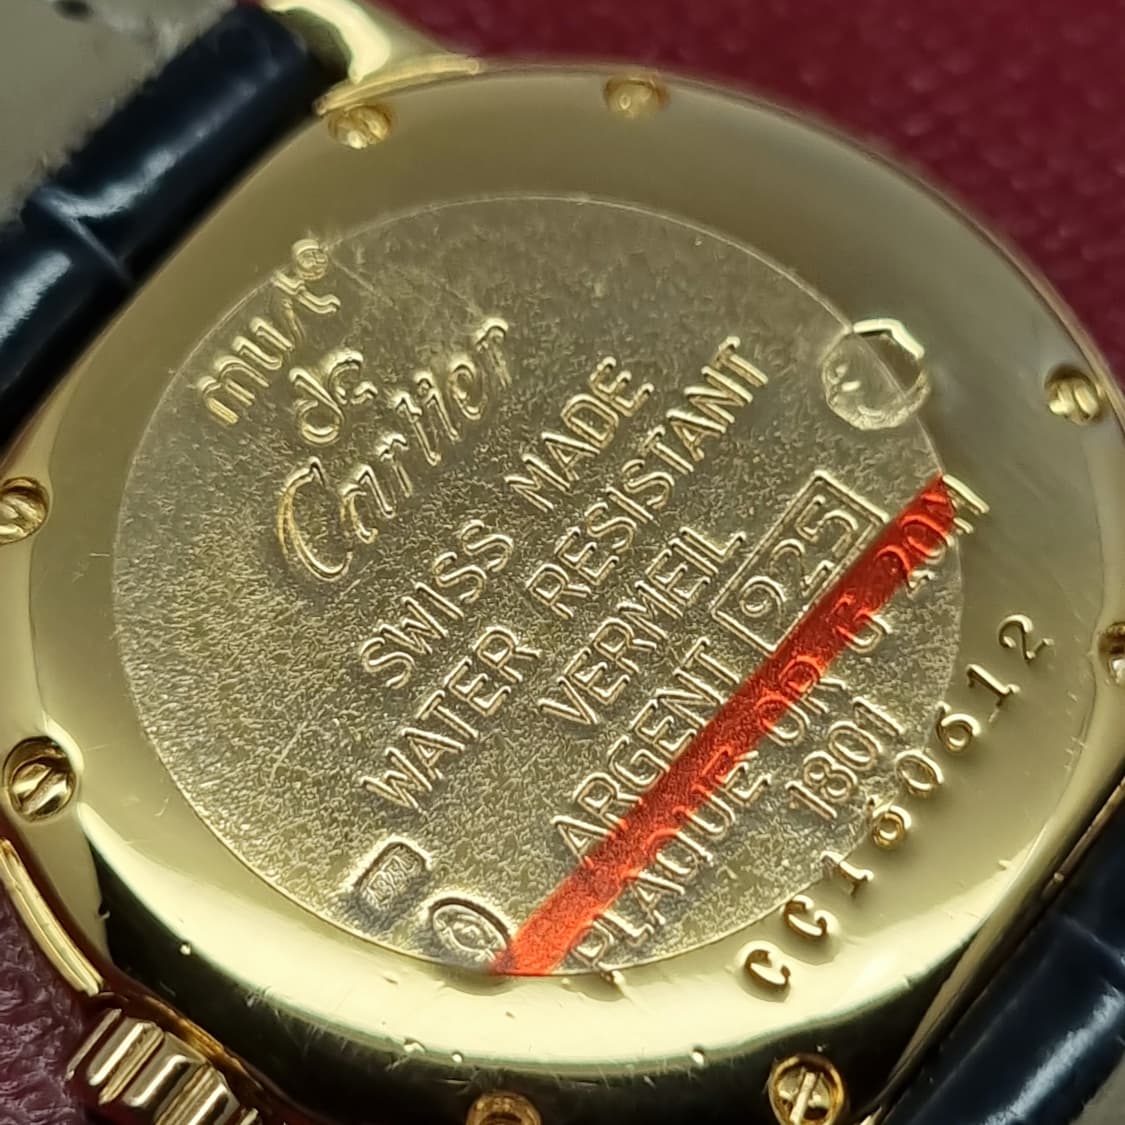 must
de
Cartier
SWISS MADE
WATER RESISTANT
VERMEIL
ARGENT 925
PLAQUE OR G 20M
1801
CC160612